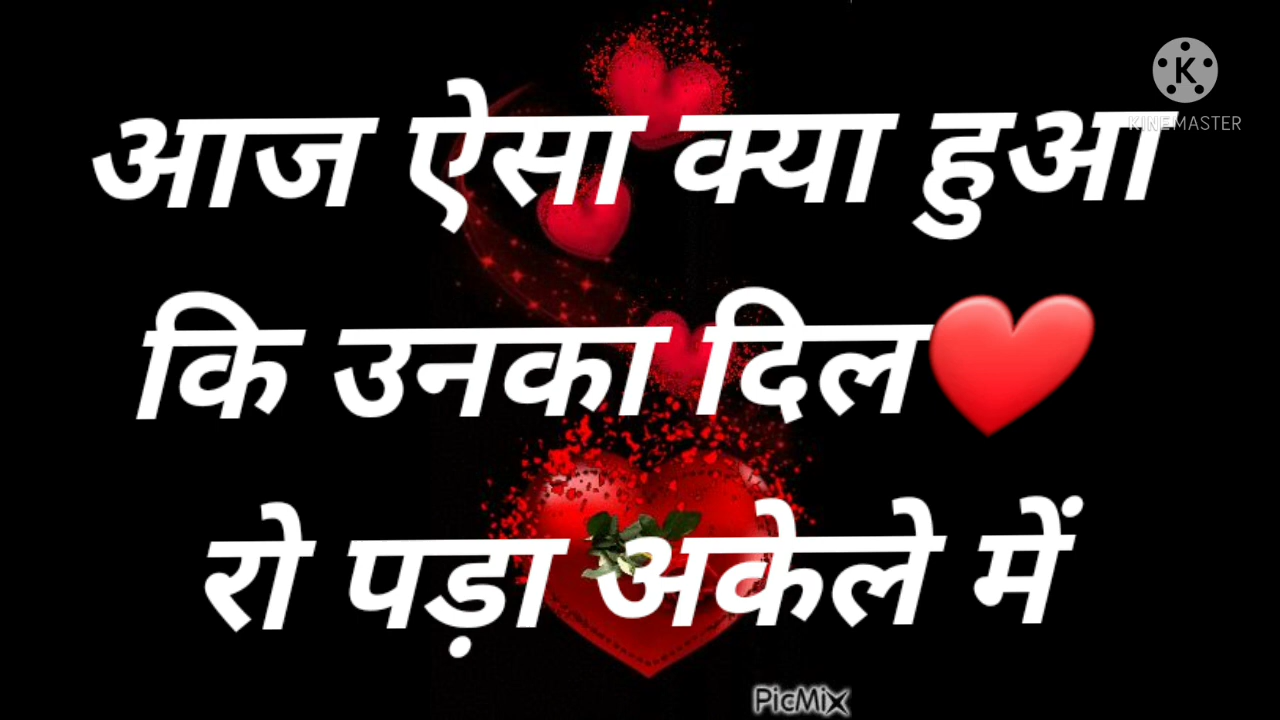 आज ऐसा क्या हुआ
कि उनका दिल❤️
रो पड़ा अकेले में
K
KINEMASTER
PicMix